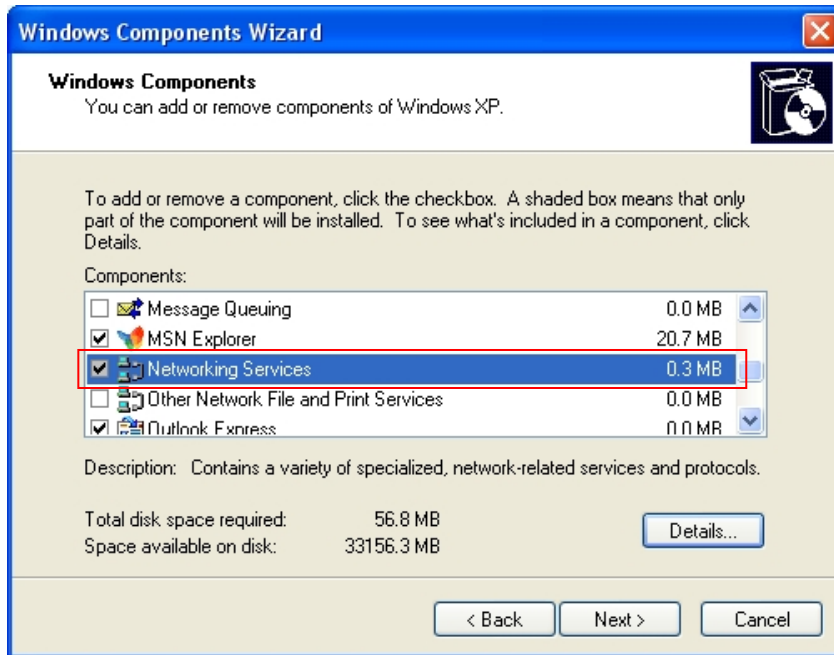 Windows Components Wizard
Windows Components
You can add or remove components of Windows XP.
To add or remove a component, click the checkbox. A shaded box means that only
part of the component will be installed. To see what's included in a component, click
Details.
Components:
Message Queuing 0.0 MB
MSN Explorer 20.7 MB
Networking Services 0.3 MB
Other Network File and Print Services 0.0 MB
Outlook Express 0.0 MB
Description: Contains a variety of specialized, network-related services and protocols.
Total disk space required: 56.8 MB
Space available on disk: 33156.3 MB
Details...
< Back Next > Cancel